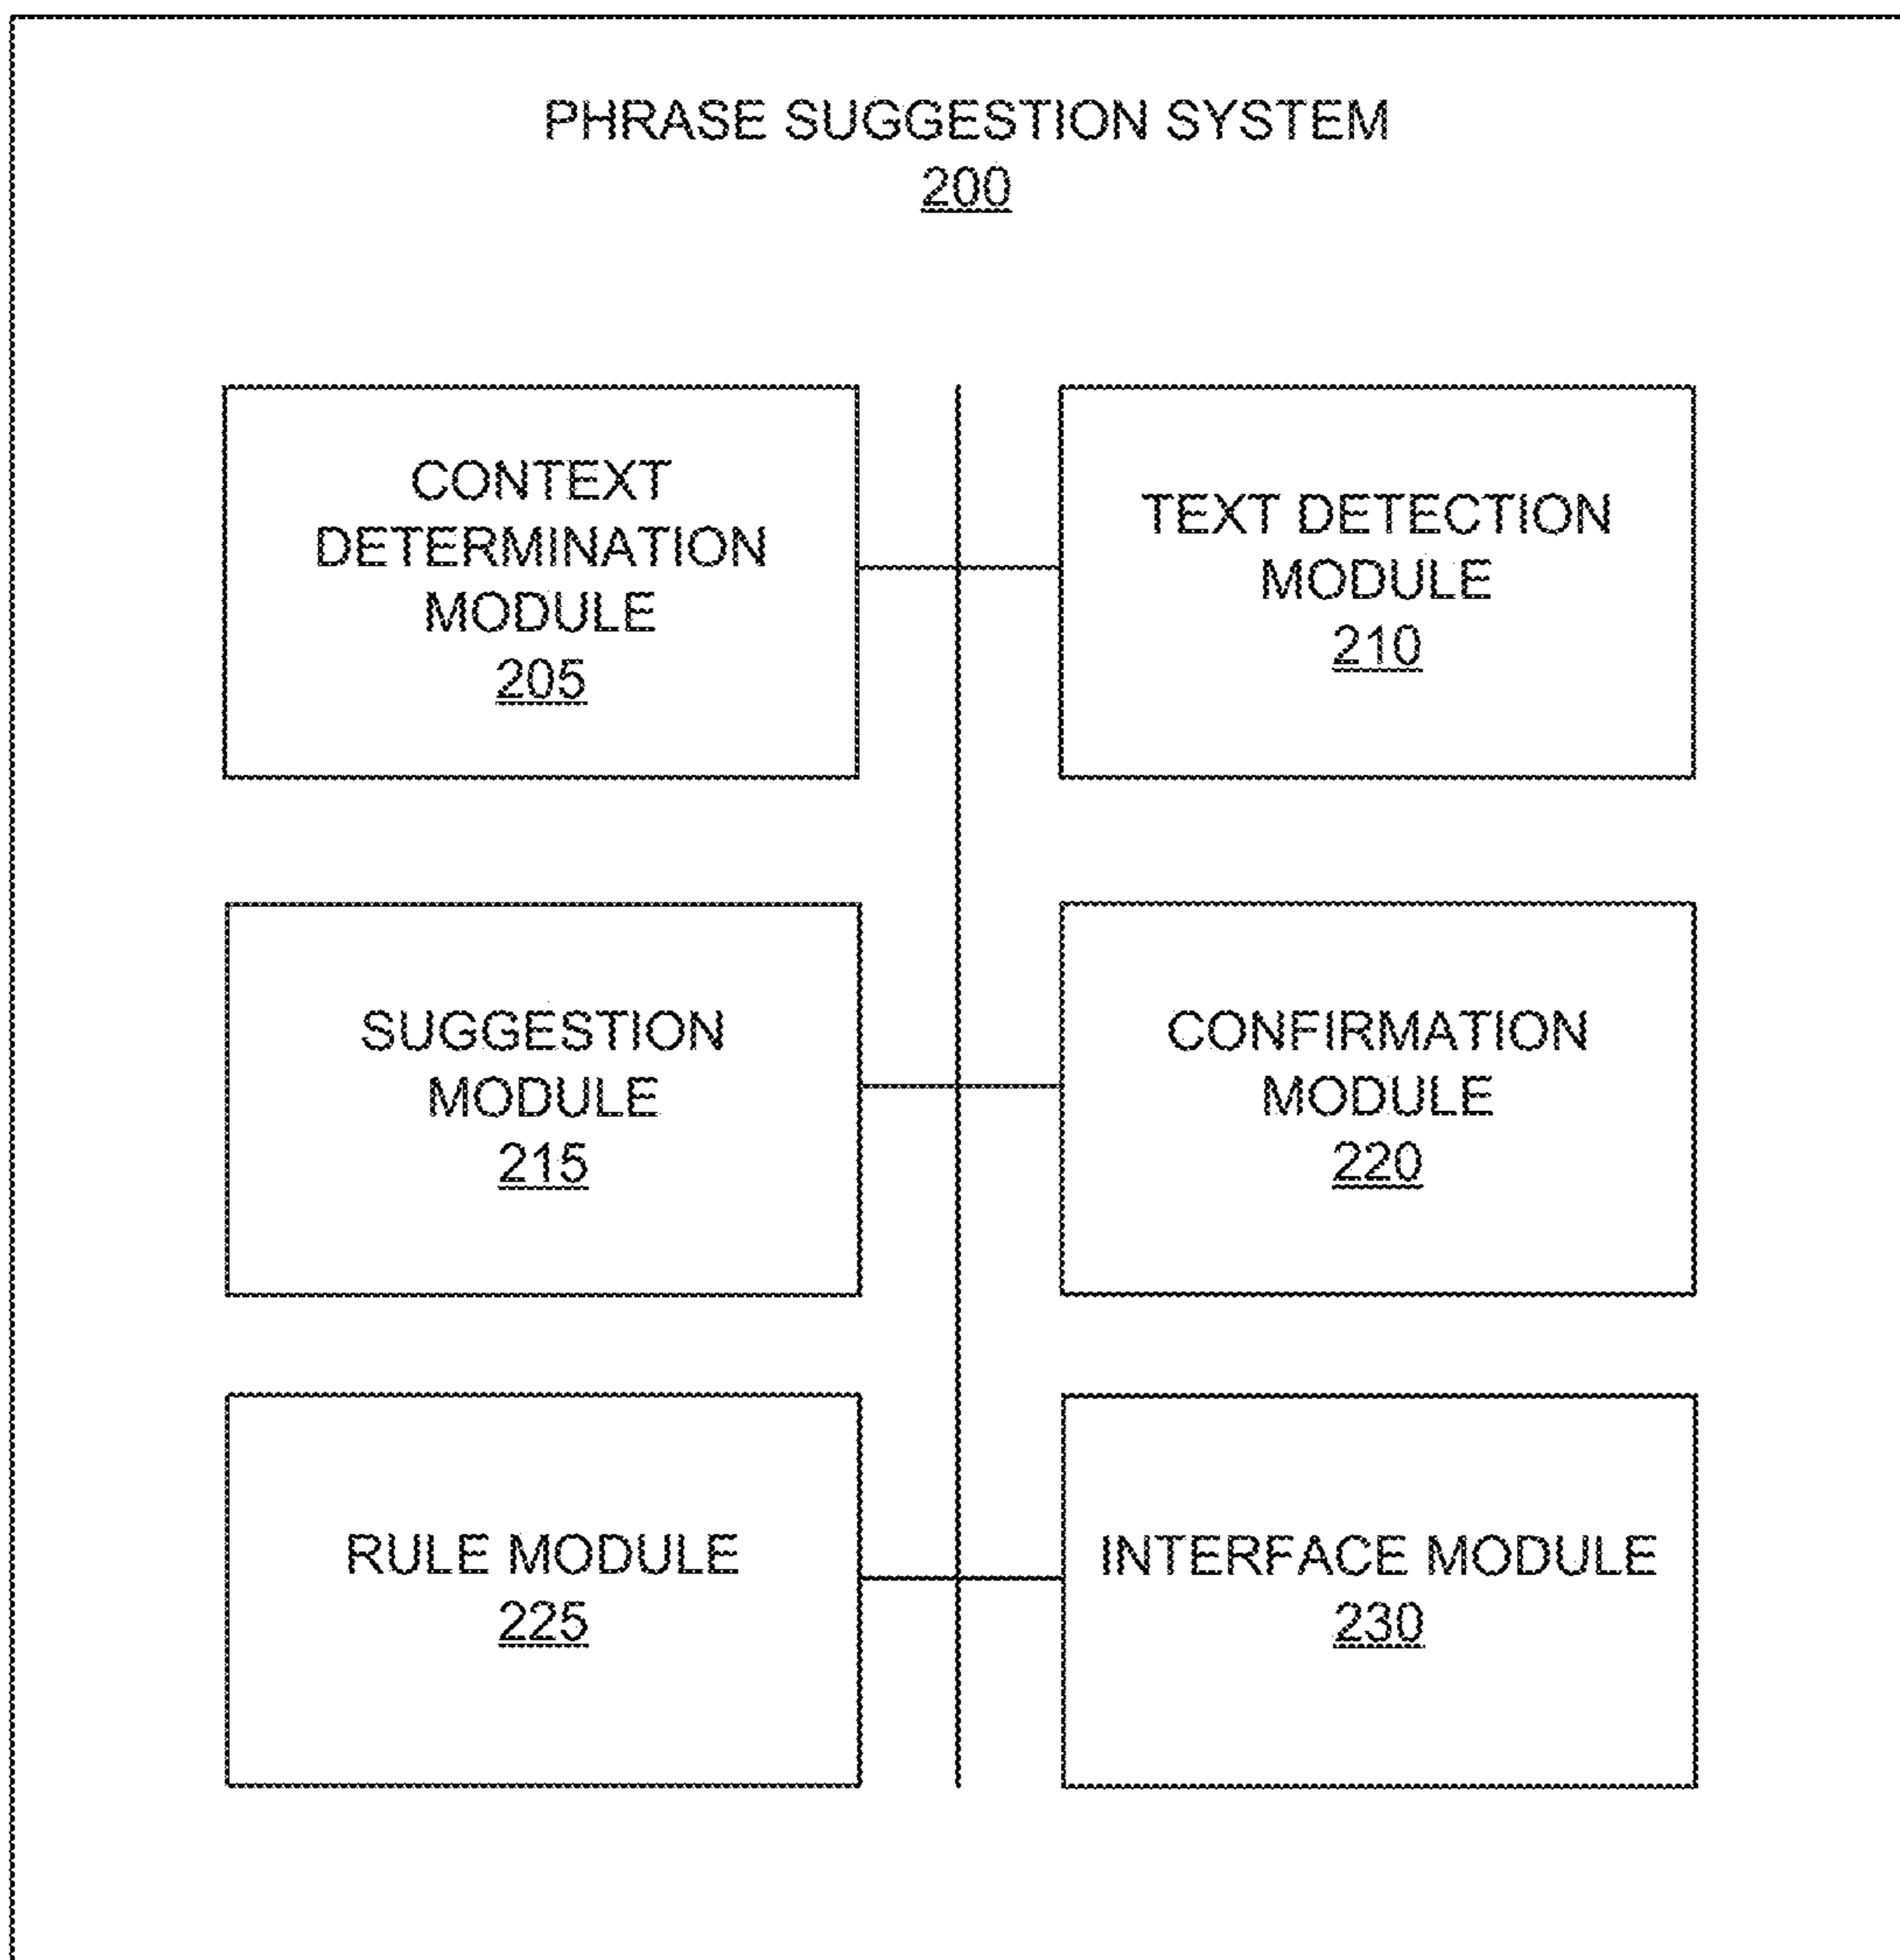 PHRASE SUGGESTION SYSTEM
200
CONTEXT
DETERMINATION
MODULE
205
TEXT DETECTION
MODULE
210
SUGGESTION
MODULE
215
CONFIRMATION
MODULE
220
RULE MODULE
225
INTERFACE MODULE
230